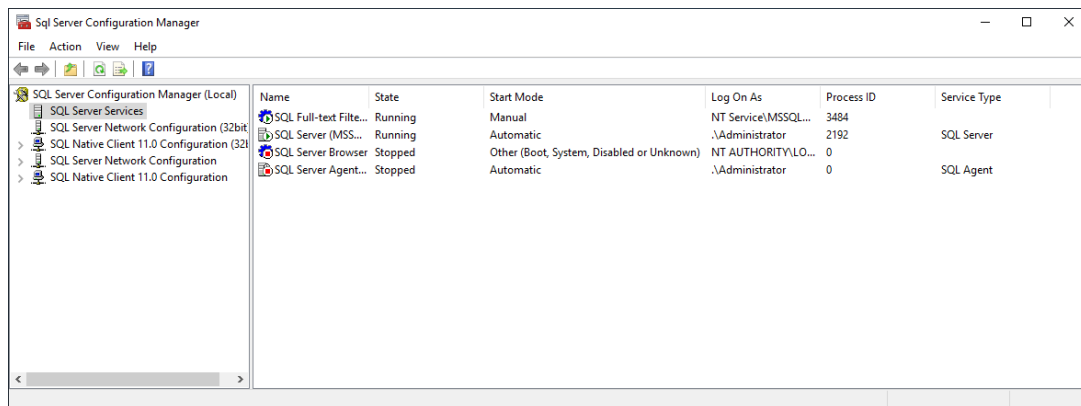 Sql Server Configuration Manager
File Action View Help
SQL Server Configuration Manager (Local)
SQL Server Services
SQL Server Network Configuration (32bit
SQL Native Client 11.0 Configuration (32b
SQL Server Network Configuration
SQL Native Client 11.0 Configuration
Name State Start Mode Log On As Process ID Service Type
SQL Full-text Filte... Running Manual NT Service\MSSQL... 3484
SQL Server (MSS... Running Automatic .\Administrator 2192 SQL Server
SQL Server Browser Stopped Other (Boot, System, Disabled or Unknown) NT AUTHORITY\LO... 0
SQL Server Agent... Stopped Automatic .\Administrator 0 SQL Agent